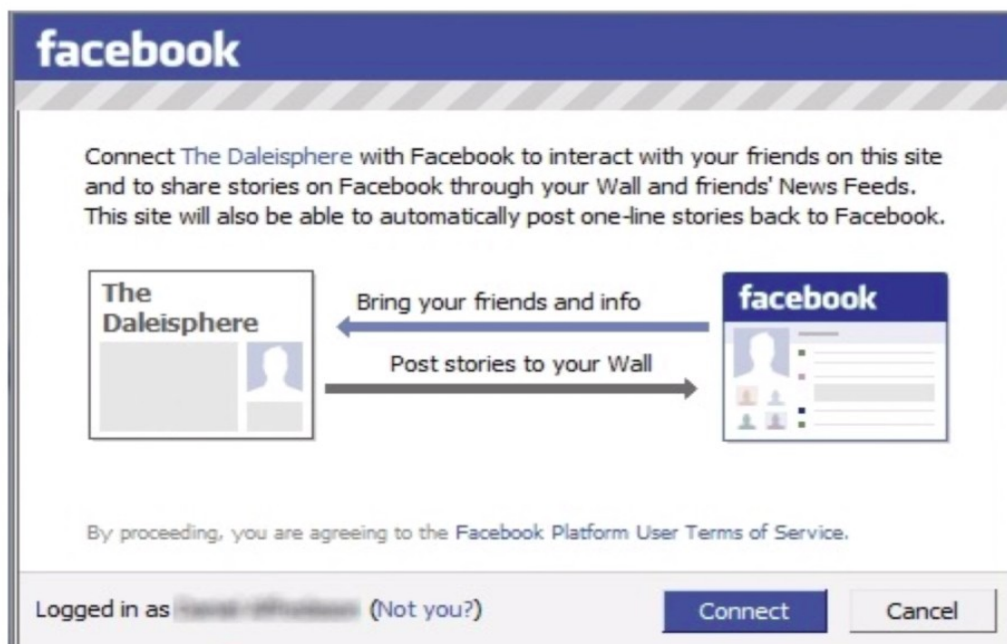 facebook
Connect The Daleisphere with Facebook to interact with your friends on this site
and to share stories on Facebook through your Wall and friends' News Feeds.
This site will also be able to automatically post one-line stories back to Facebook.
The
Daleisphere
Bring your friends and info
Post stories to your Wall
facebook
By proceeding, you are agreeing to the Facebook Platform User Terms of Service.
Logged in as (Not you?)
Connect
Cancel